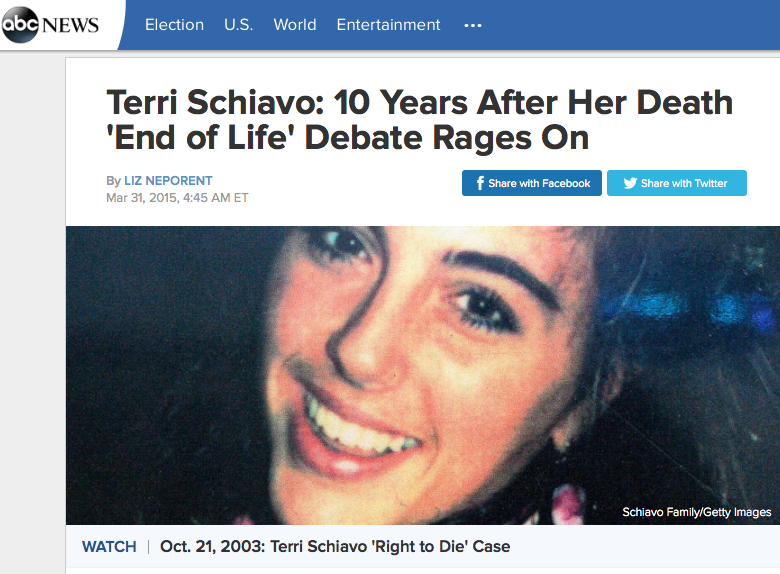 abc NEWS Election U.S. World Entertainment ...
Terri Schiavo: 10 Years After Her Death
'End of Life' Debate Rages On
By LIZ NEPORENT
Mar 31, 2015, 4:45 AM ET
f Share with Facebook Share with Twitter
Schiavo Family/Getty Images
WATCH | Oct. 21, 2003: Terri Schiavo 'Right to Die' Case